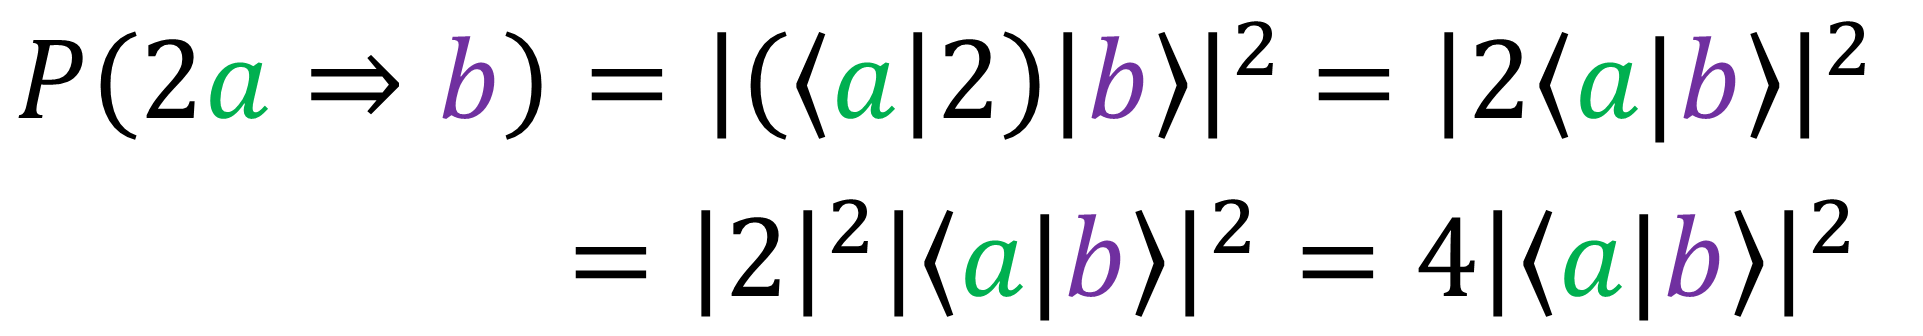 P(2a ⇒ b) = |(⟨a|2)|b⟩|² = |2⟨a|b⟩|²
= |2|²|⟨a|b⟩|² = 4|⟨a|b⟩|²